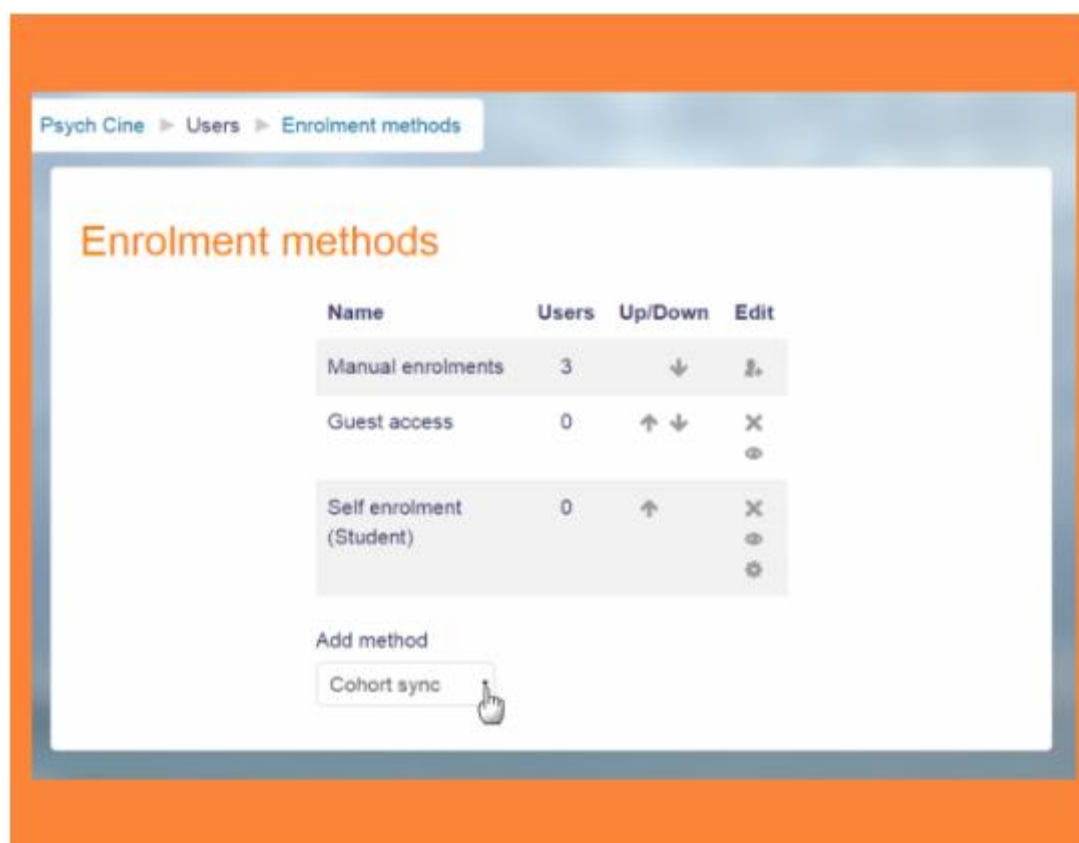 Psych Cine Users Enrolment methods
Enrolment methods
Name Users Up/Down Edit
Manual enrolments 3
Guest access 0
Self enrolment 0
(Student)
Add method
Cohort sync